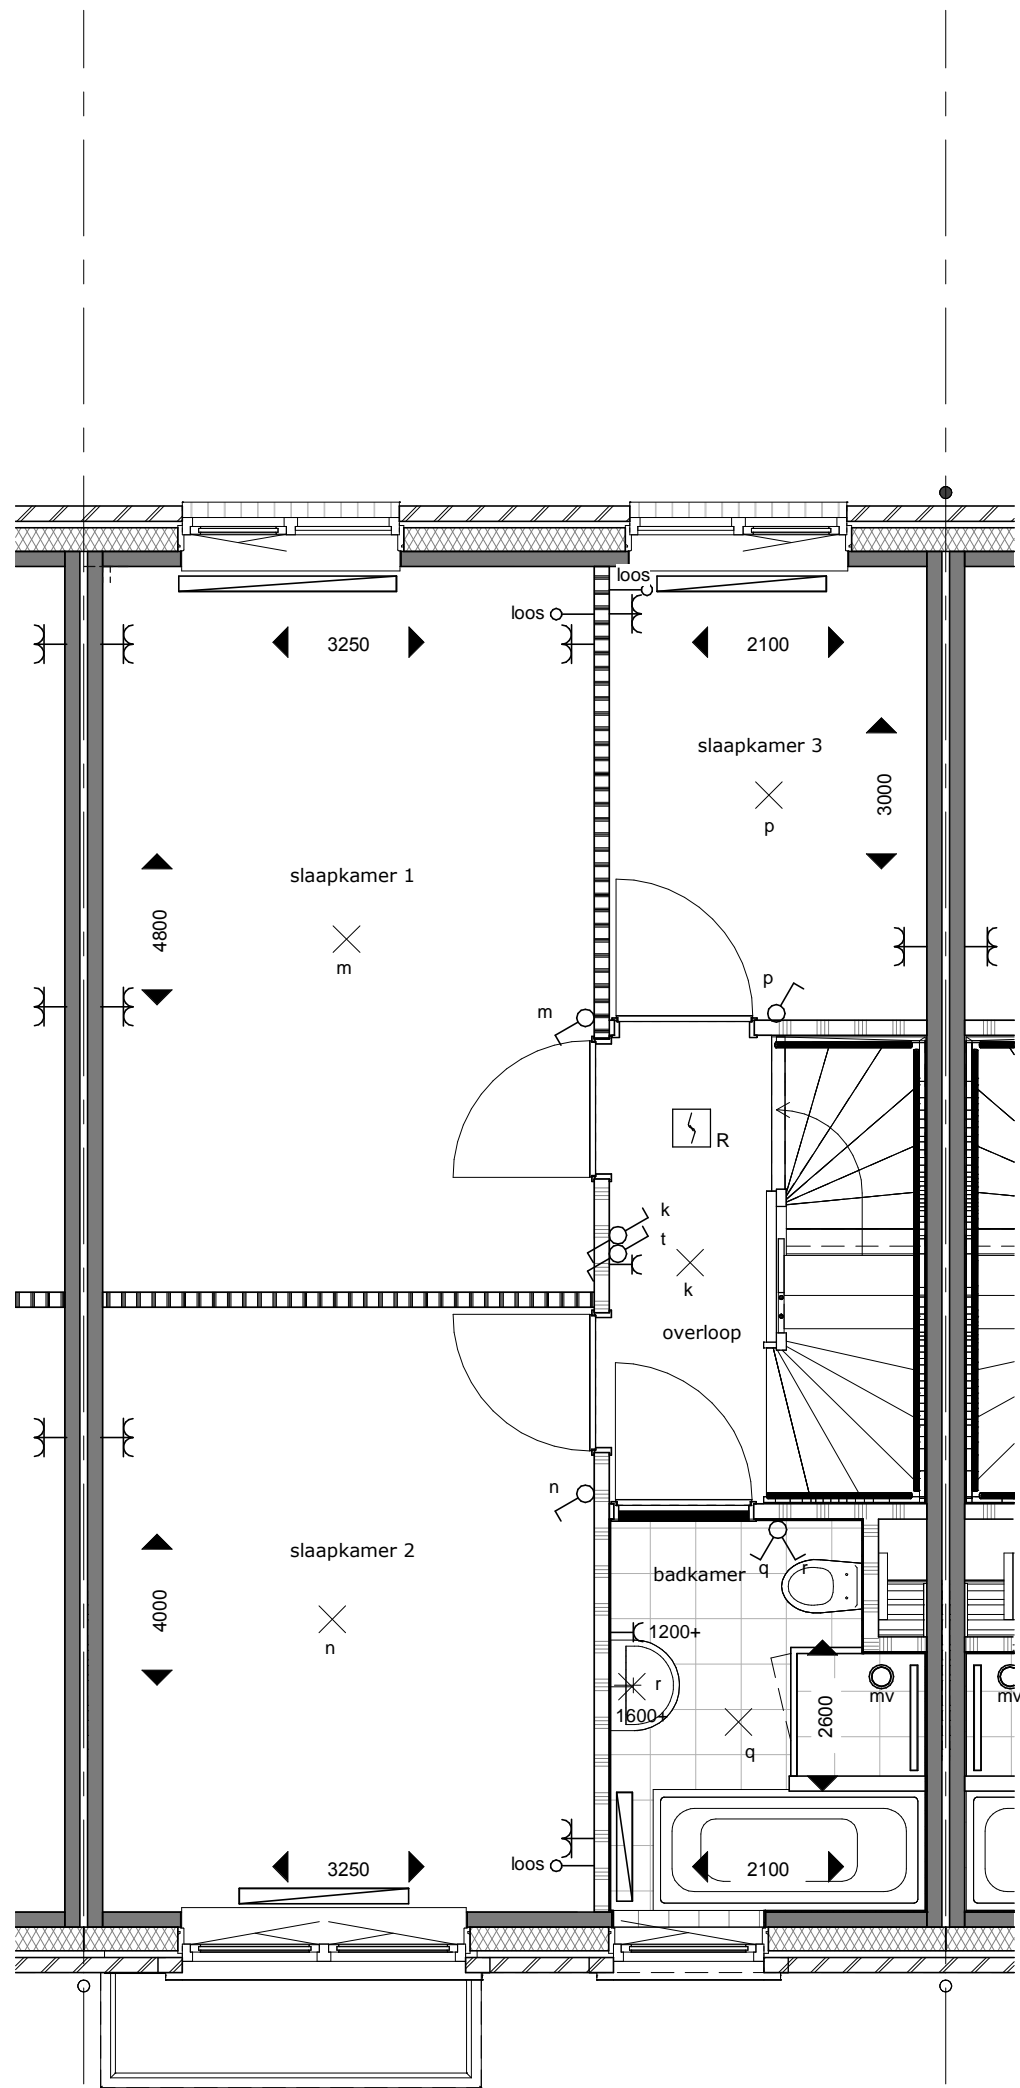 loos
loos
3250
2100
slaapkamer 3
3000
p
slaapkamer 1
4800
m
p
m
R
k
t
k
overloop
n
slaapkamer 2
badkamer
q
r
4000
n
1200+
r
mv
mv
1600+
2600
q
loos
3250
2100